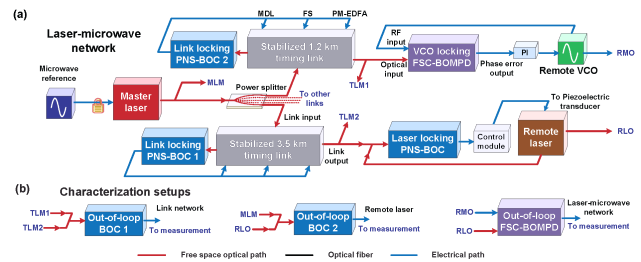 (a)
Laser-microwave
network
MDL
FS
PM-EDFA
Link locking
PNS-BOC 2
Stabilized 1.2 km
timing link
RF
input
Optical
input
VCO locking
FSC-BOMPD
PI
Phase error
output
Remote VCO
RMO
Microwave
reference
Master
laser
MLM
Power splitter
To other
links
TLM1
Link input
TLM2
To Piezoelectric
transducer
Link locking
PNS-BOC 1
Stabilized 3.5 km
timing link
Link
output
Laser locking
PNS-BOC
Control
module
Remote
laser
RLO
(b)
Characterization setups
TLM1
TLM2
Out-of-loop
BOC 1
Link network
To measurement
MLM
RLO
Out-of-loop
BOC 2
Remote laser
To measurement
RMO
RLO
Out-of-loop
FSC-BOMPD
Laser-microwave
network
To measurement
Free space optical path
Optical fiber
Electrical path